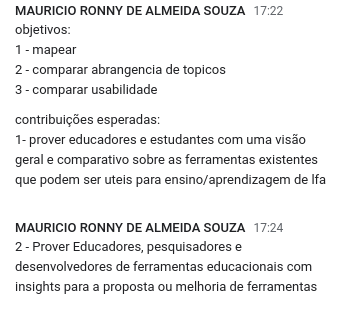 MAURICIO RONNY DE ALMEIDA SOUZA 17:22
objetivos:
1 - mapear
2 - comparar abrangencia de topicos
3 - comparar usabilidade
contribuições esperadas:
1- prover educadores e estudantes com uma visão
geral e comparativo sobre as ferramentas existentes
que podem ser uteis para ensino/aprendizagem de lfa
MAURICIO RONNY DE ALMEIDA SOUZA 17:24
2 - Prover Educadores, pesquisadores e
desenvolvedores de ferramentas educacionais com
insights para a proposta ou melhoria de ferramentas